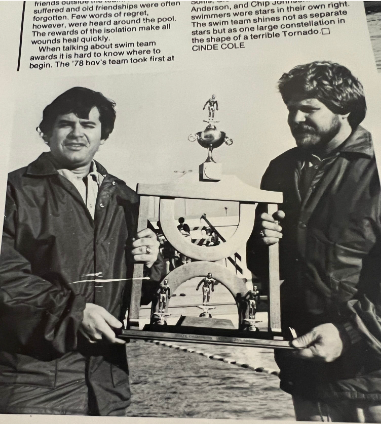 suffered and old friendships were often
forgotten. Few words of regret,
however, were heard around the pool.
The rewards of the isolation make all
wounds heal quickly.
When talking about swim team
awards it is hard to know where to
begin. The '78 boy's team took first at
Anderson, and Chip
swimmers were stars in their own right.
The swim team shines not as separate
stars but as one large constellation in
the shape of a terrible Tornado.□
CINDE COLE